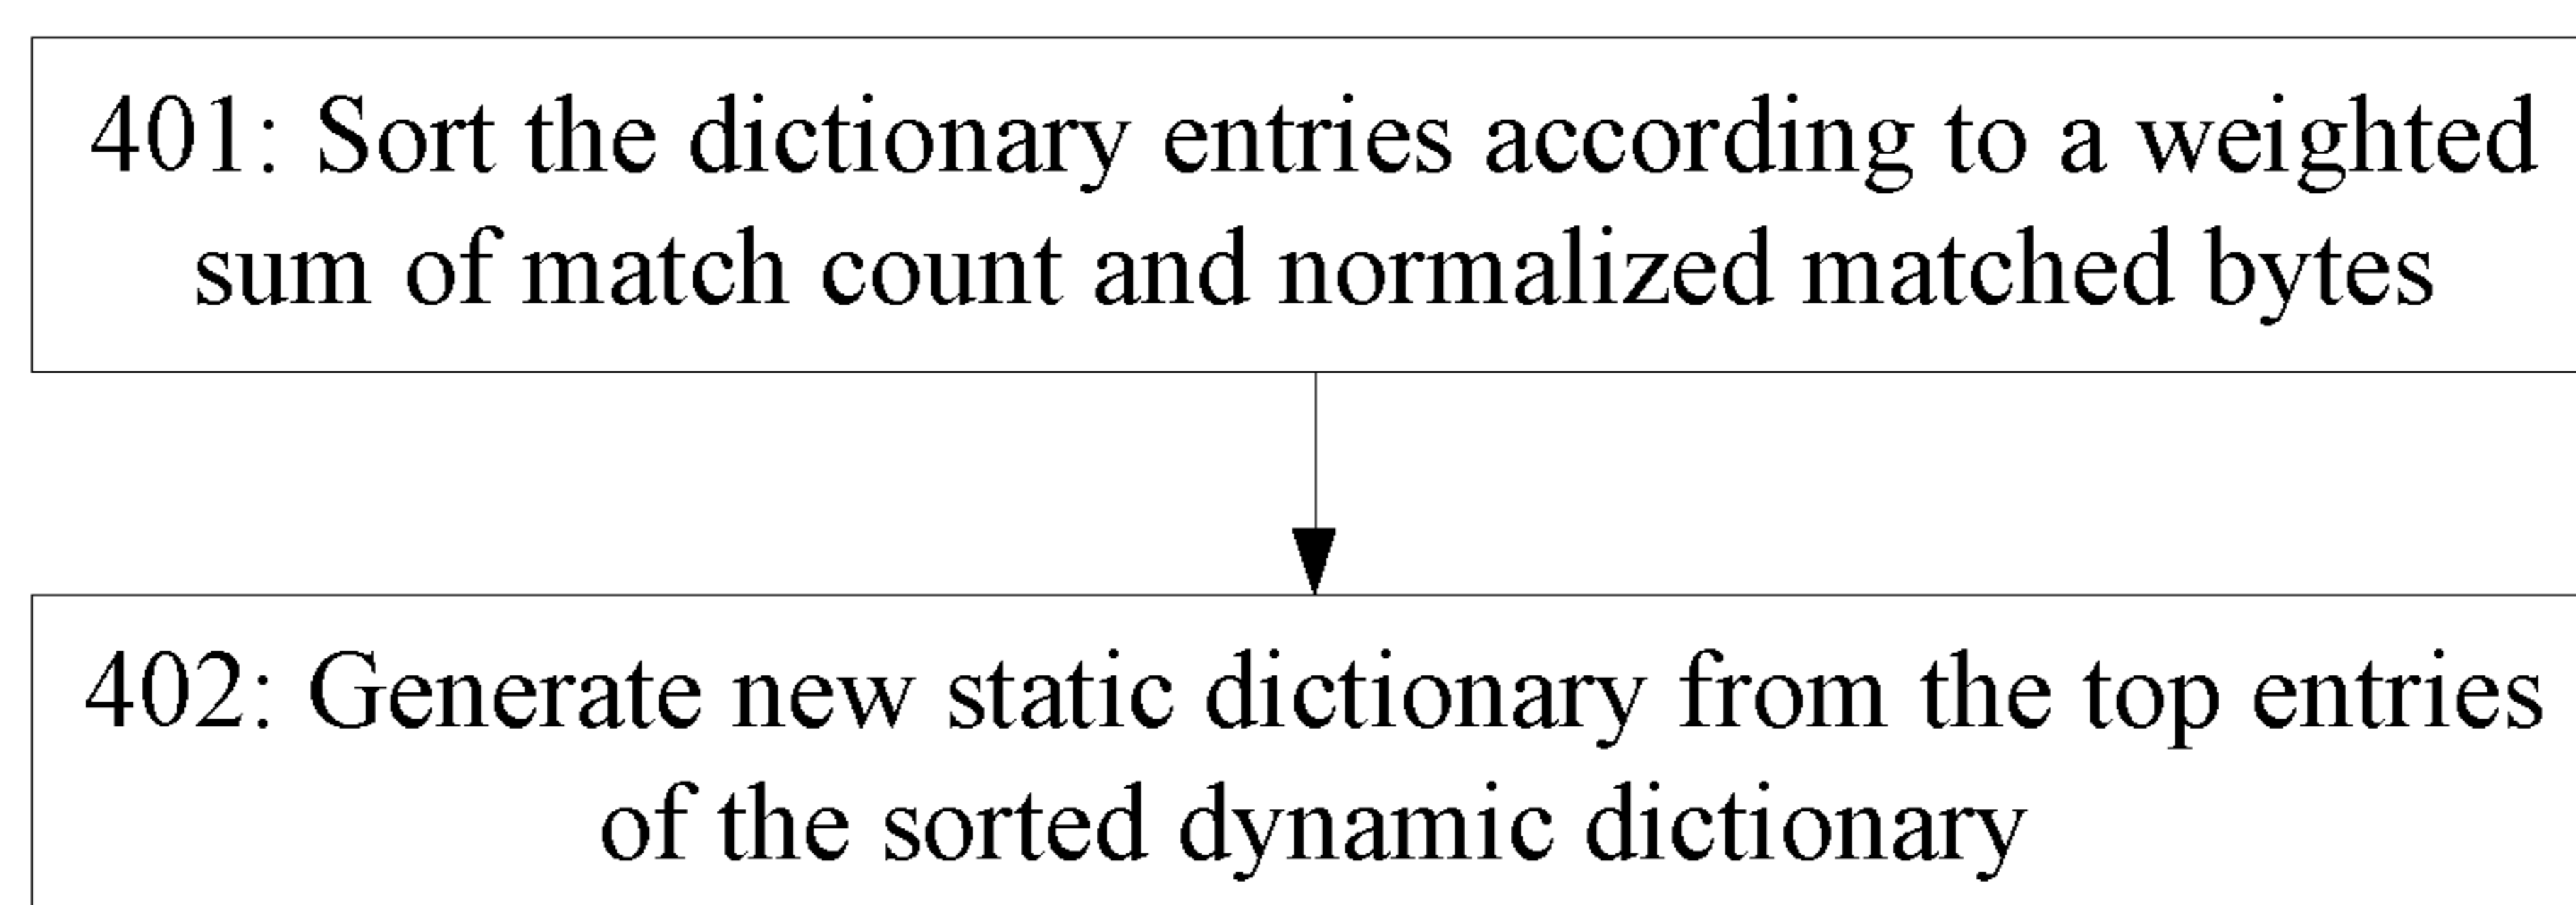 401: Sort the dictionary entries according to a weighted
sum of match count and normalized matched bytes
402: Generate new static dictionary from the top entries
of the sorted dynamic dictionary